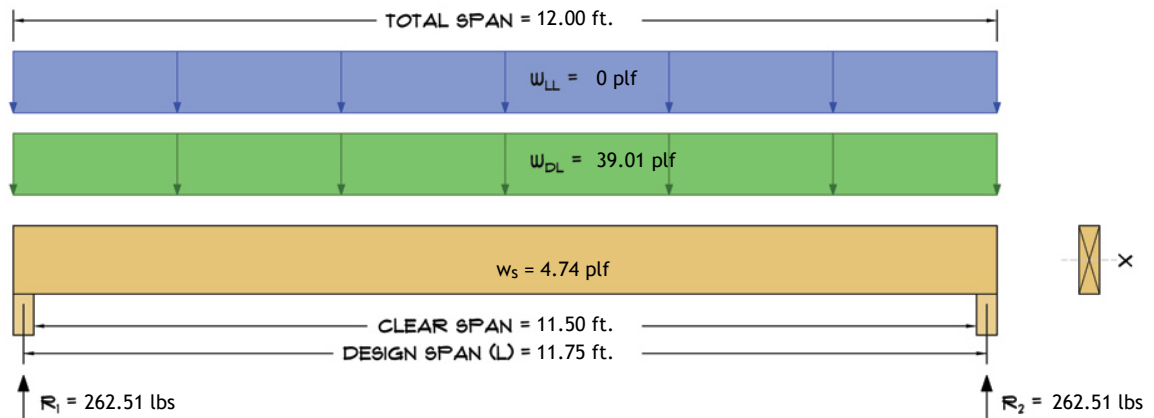 TOTAL SPAN = 12.00 ft.
WLL = 0 plf
WDL = 39.01 plf
ws = 4.74 plf
X
CLEAR SPAN = 11.50 ft.
DESIGN SPAN (L) = 11.75 ft.
R1 = 262.51 lbs
R2 = 262.51 lbs